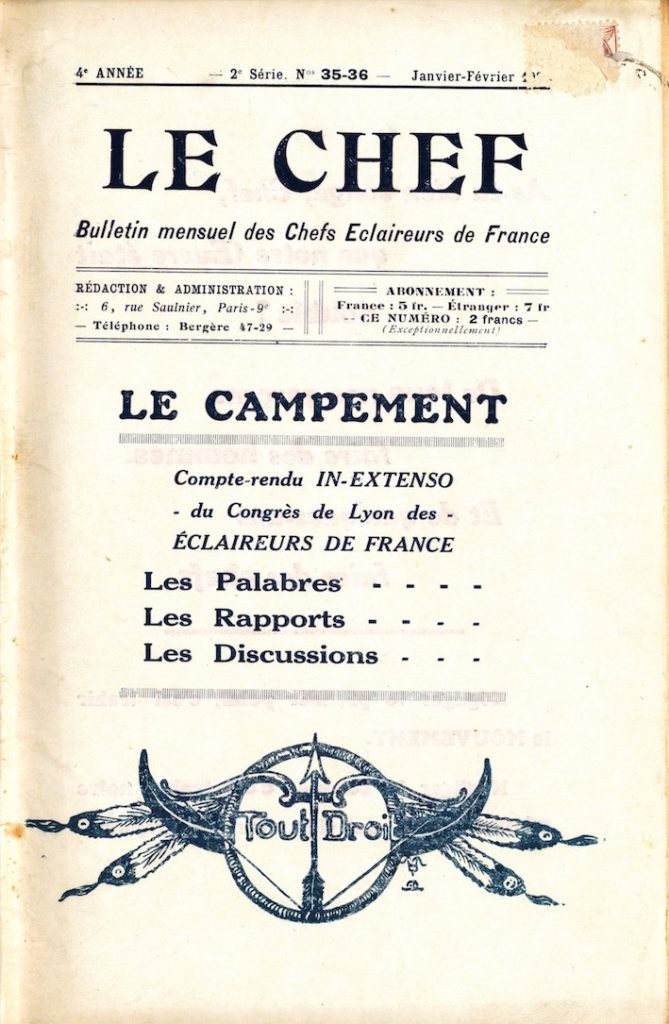 4e ANNÉE — 2e Série. Nos 35-36 — Janvier-Février
LE CHEF
Bulletin mensuel des Chefs Eclaireurs de France
RÉDACTION & ADMINISTRATION :
:-: 6, rue Saulnier, Paris-9e :-:
— Téléphone : Bergère 47-29 —
ABONNEMENT :
France : 5 fr. — Étranger : 7 fr
-- CE NUMÉRO : 2 francs —
(Exceptionnellement)
LE CAMPEMENT
Compte-rendu IN-EXTENSO
- du Congrès de Lyon des -
ÉCLAIREURS DE FRANCE
Les Palabres - - - -
Les Rapports - - - -
Les Discussions - - -
Tout Droit